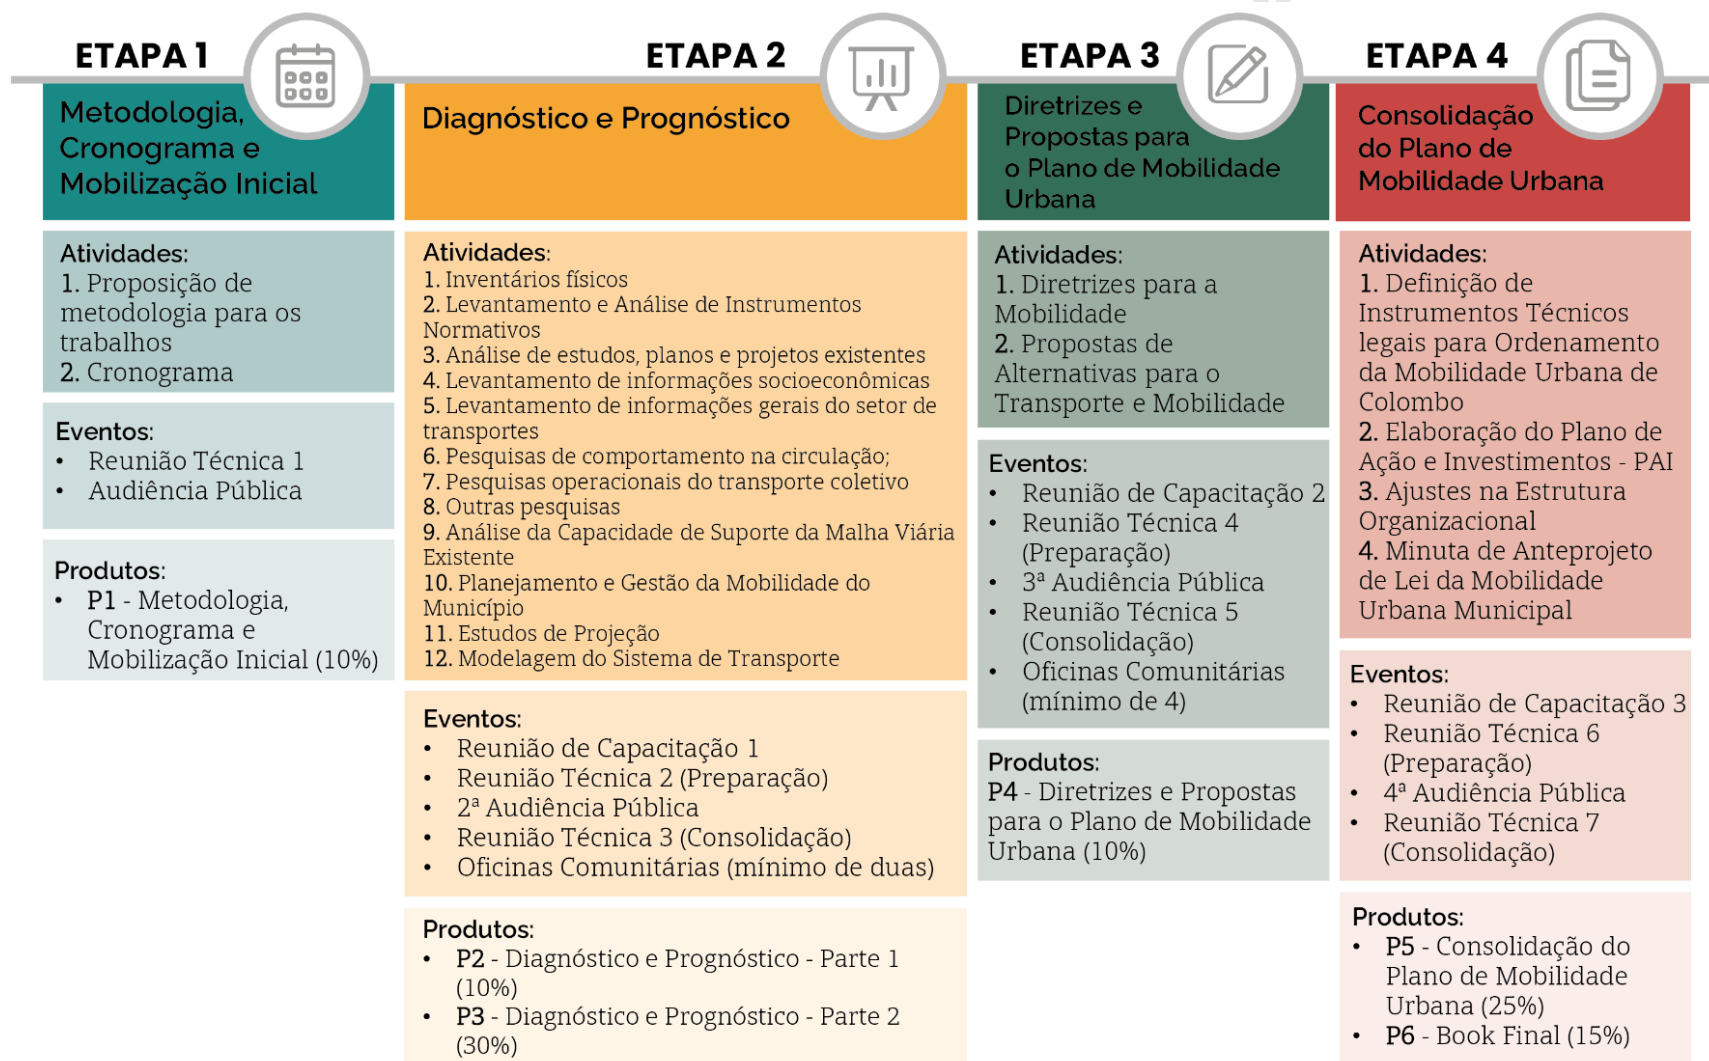 ETAPA 1
Metodologia,
Cronograma e
Mobilização Inicial
Atividades:
1. Proposição de
metodologia para os
trabalhos
2. Cronograma
Eventos:
• Reunião Técnica 1
• Audiência Pública
Produtos:
• P1 - Metodologia,
Cronograma e
Mobilização Inicial (10%)
ETAPA 2
Diagnóstico e Prognóstico
Atividades:
1. Inventários físicos
2. Levantamento e Análise de Instrumentos
Normativos
3. Análise de estudos, planos e projetos existentes
4. Levantamento de informações socioeconômicas
5. Levantamento de informações gerais do setor de
transportes
6. Pesquisas de comportamento na circulação;
7. Pesquisas operacionais do transporte coletivo
8. Outras pesquisas
9. Análise da Capacidade de Suporte da Malha Viária
Existente
10. Planejamento e Gestão da Mobilidade do
Município
11. Estudos de Projeção
12. Modelagem do Sistema de Transporte
Eventos:
• Reunião de Capacitação 1
• Reunião Técnica 2 (Preparação)
• 2ª Audiência Pública
• Reunião Técnica 3 (Consolidação)
• Oficinas Comunitárias (mínimo de duas)
Produtos:
• P2 - Diagnóstico e Prognóstico - Parte 1
(10%)
• P3 - Diagnóstico e Prognóstico - Parte 2
(30%)
ETAPA 3
Diretrizes e
Propostas para
o Plano de Mobilidade
Urbana
Atividades:
1. Diretrizes para a
Mobilidade
2. Propostas de
Alternativas para o
Transporte e Mobilidade
Eventos:
• Reunião de Capacitação 2
• Reunião Técnica 4
(Preparação)
• 3ª Audiência Pública
• Reunião Técnica 5
(Consolidação)
• Oficinas Comunitárias
(mínimo de 4)
Produtos:
P4 - Diretrizes e Propostas
para o Plano de Mobilidade
Urbana (10%)
ETAPA 4
Consolidação
do Plano de
Mobilidade Urbana
Atividades:
1. Definição de
Instrumentos Técnicos
legais para Ordenamento
da Mobilidade Urbana de
Colombo
2. Elaboração do Plano de
Ação e Investimentos - PAI
3. Ajustes na Estrutura
Organizacional
4. Minuta de Anteprojeto
de Lei da Mobilidade
Urbana Municipal
Eventos:
• Reunião de Capacitação 3
• Reunião Técnica 6
(Preparação)
• 4ª Audiência Pública
• Reunião Técnica 7
(Consolidação)
Produtos:
• P5 - Consolidação do
Plano de Mobilidade
Urbana (25%)
• P6 - Book Final (15%)